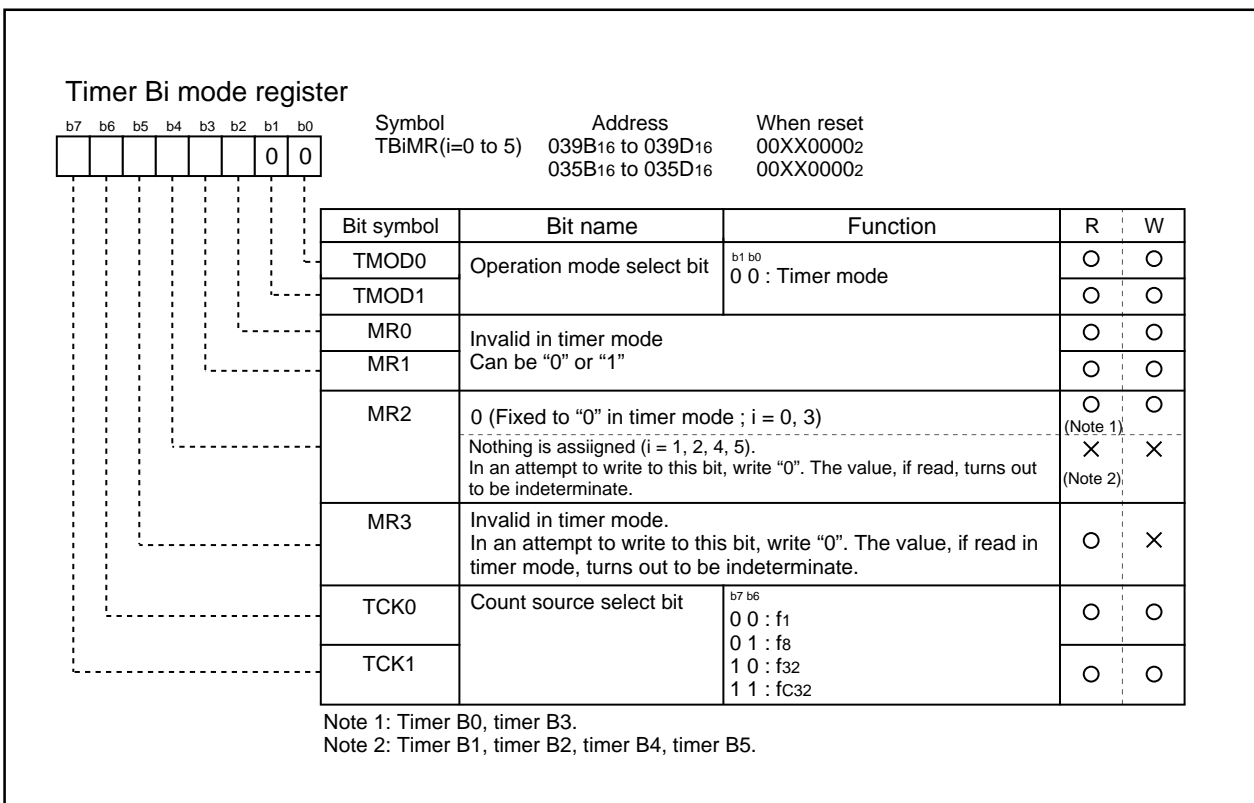 Timer Bi mode register
b7 b6 b5 b4 b3 b2 b1 b0
0 0
Symbol Address When reset
TBiMR(i=0 to 5) 039B16 to 039D16 00XX00002
035B16 to 035D16 00XX00002
Bit symbol Bit name Function R W
TMOD0 Operation mode select bit b1 b0
0 0 : Timer mode
TMOD1
MR0 Invalid in timer mode
MR1 Can be “0” or “1”
MR2 0 (Fixed to “0” in timer mode ; i = 0, 3)
(Note 1)
Nothing is assiigned (i = 1, 2, 4, 5).
In an attempt to write to this bit, write “0”. The value, if read, turns out
to be indeterminate.
(Note 2)
MR3 Invalid in timer mode.
In an attempt to write to this bit, write “0”. The value, if read in
timer mode, turns out to be indeterminate.
TCK0 Count source select bit b7 b6
0 0 : f1
0 1 : f8
TCK1 1 0 : f32
1 1 : fC32
Note 1: Timer B0, timer B3.
Note 2: Timer B1, timer B2, timer B4, timer B5.